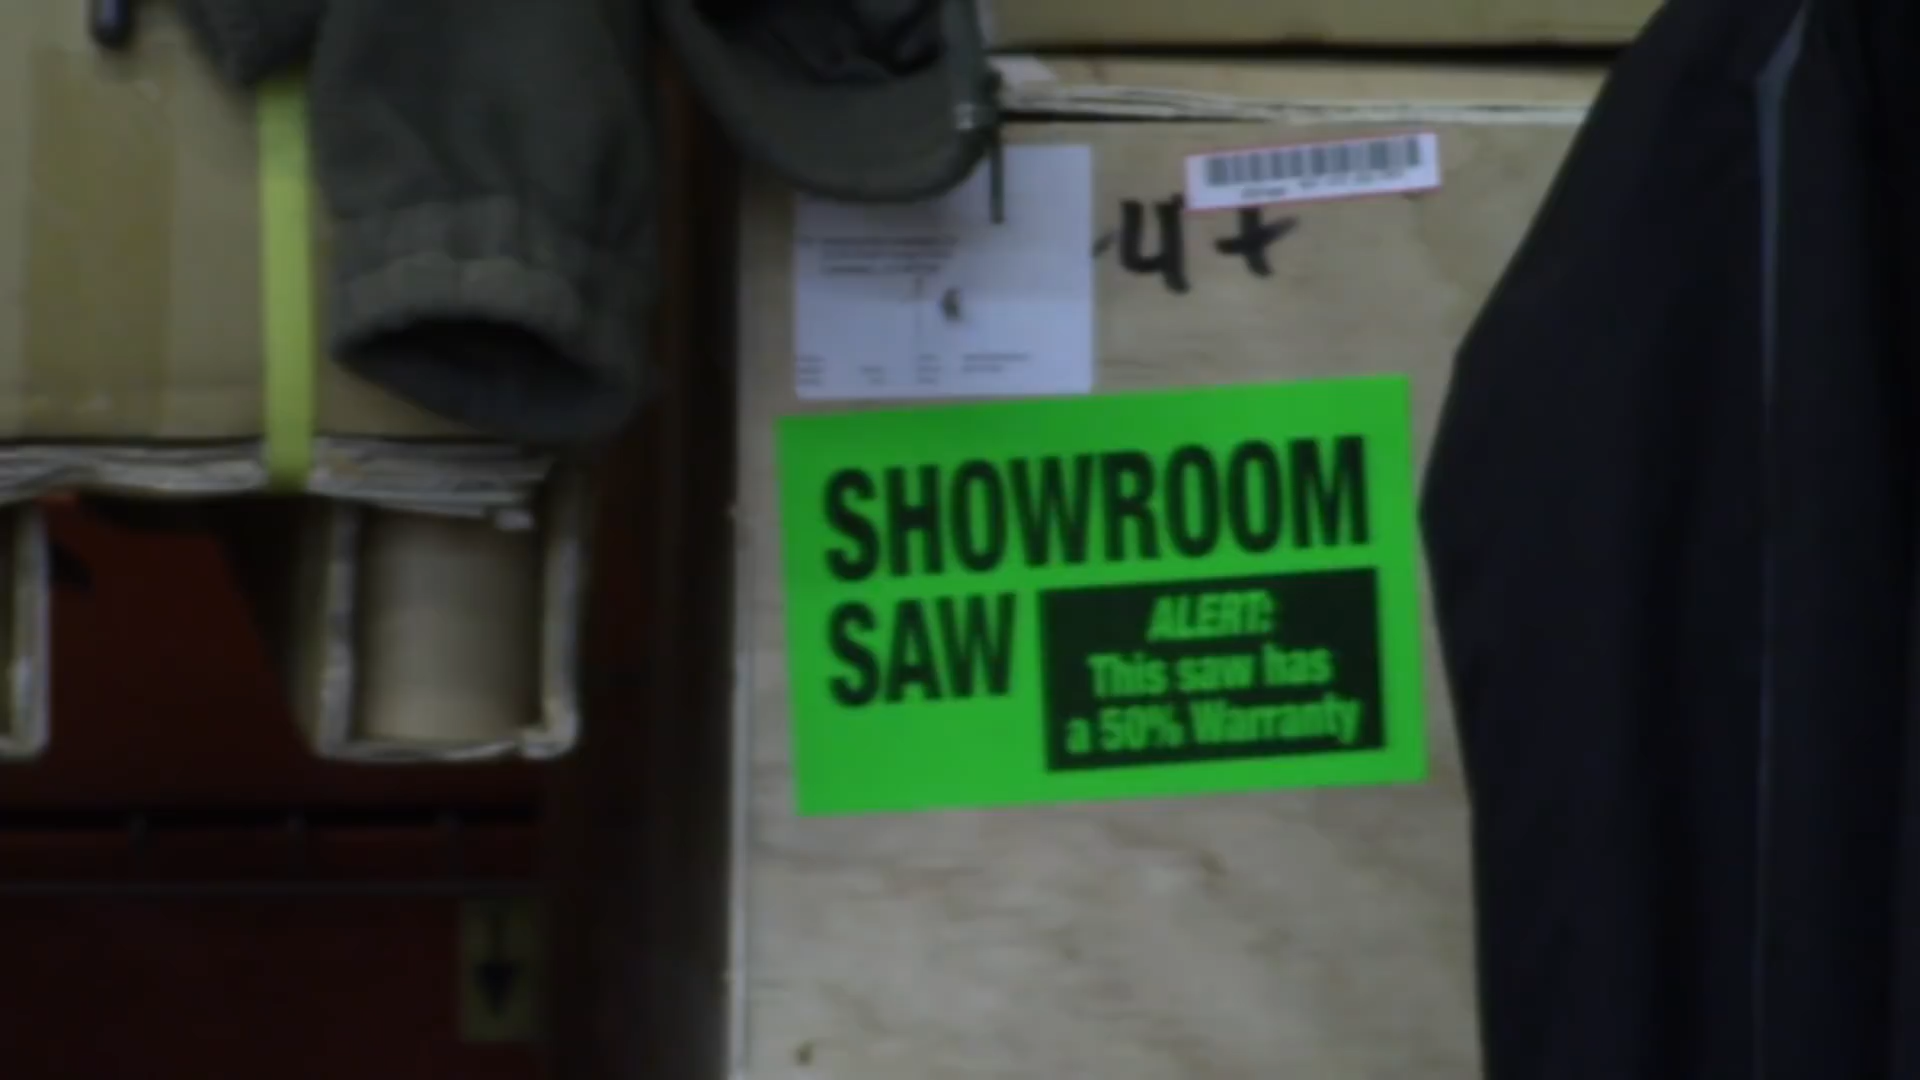 4+
SHOWROOM
SAW
ALERT:
This saw has
a 50% Warranty